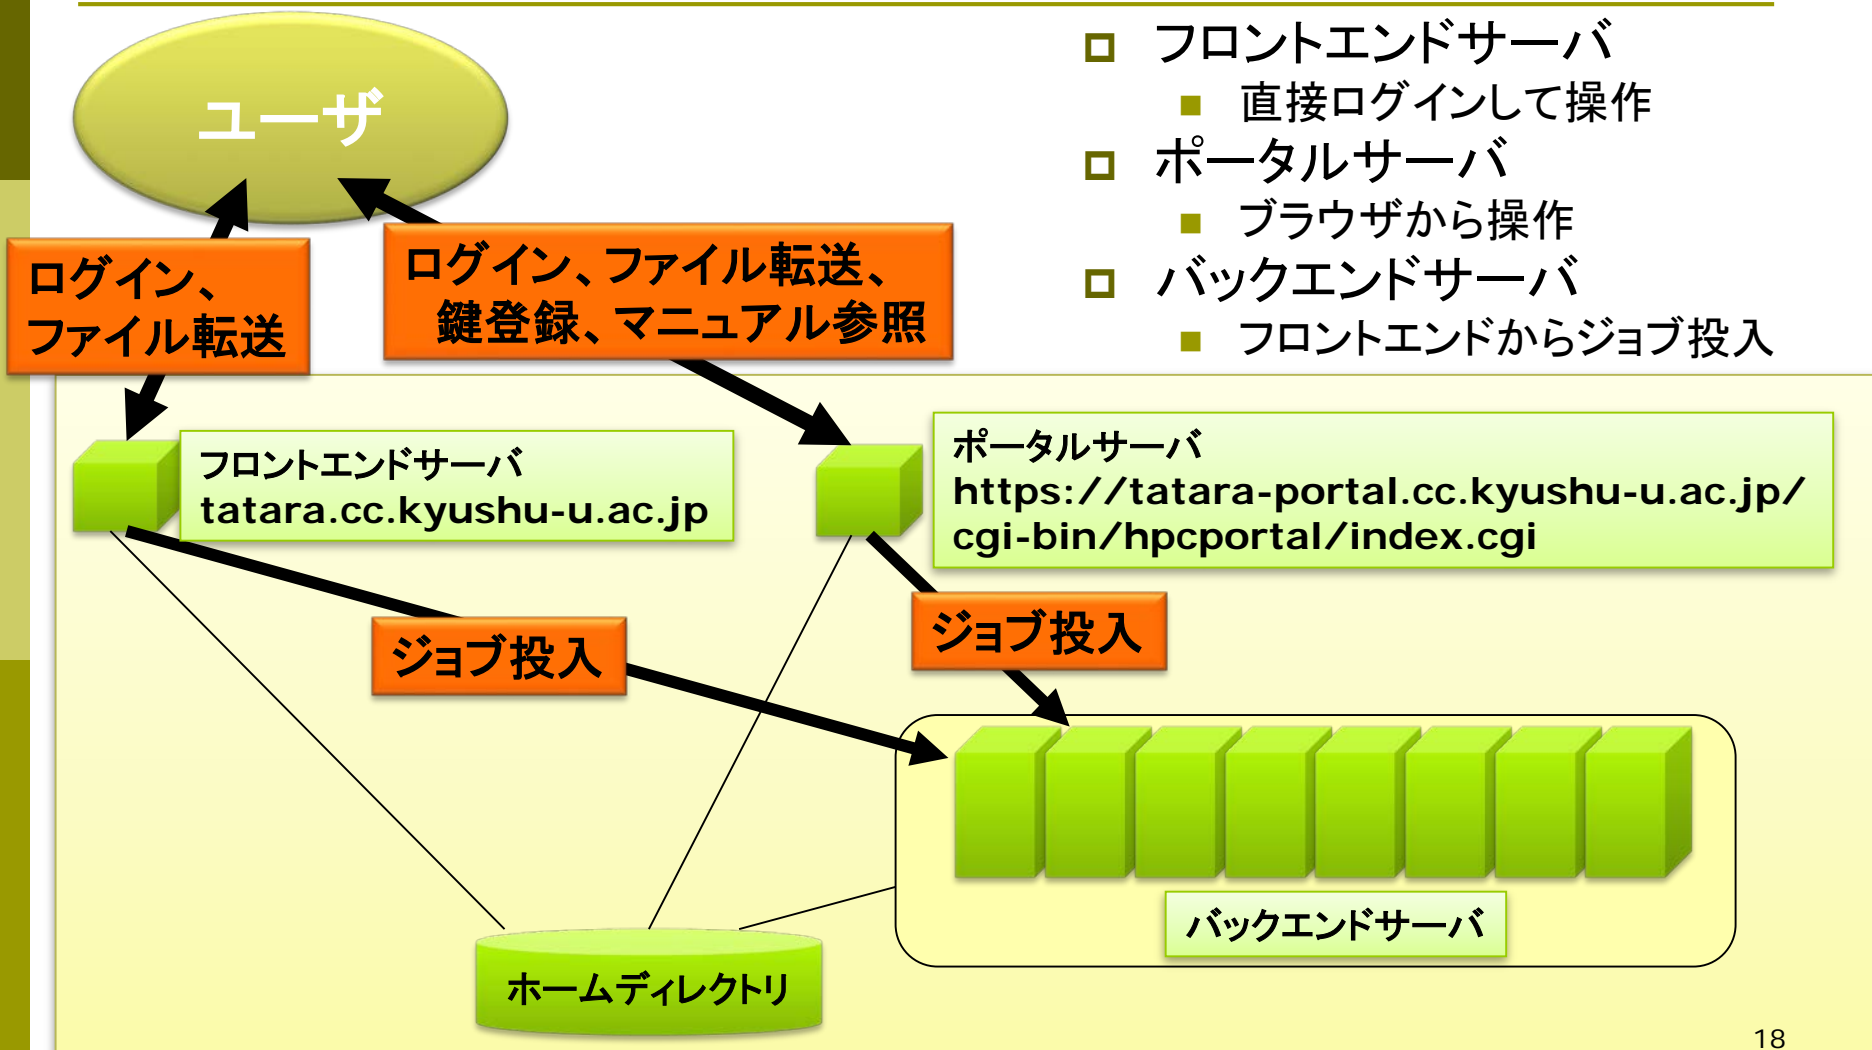 フロントエンドサーバ
直接ログインして操作
ポータルサーバ
ブラウザから操作
バックエンドサーバ
フロントエンドからジョブ投入
ユーザ
ログイン、
ファイル転送
ログイン、ファイル転送、
鍵登録、マニュアル参照
フロントエンドサーバ
tatara.cc.kyushu-u.ac.jp
ポータルサーバ
https://tatara-portal.cc.kyushu-u.ac.jp/
cgi-bin/hpcportal/index.cgi
ジョブ投入
ジョブ投入
バックエンドサーバ
ホームディレクトリ
18